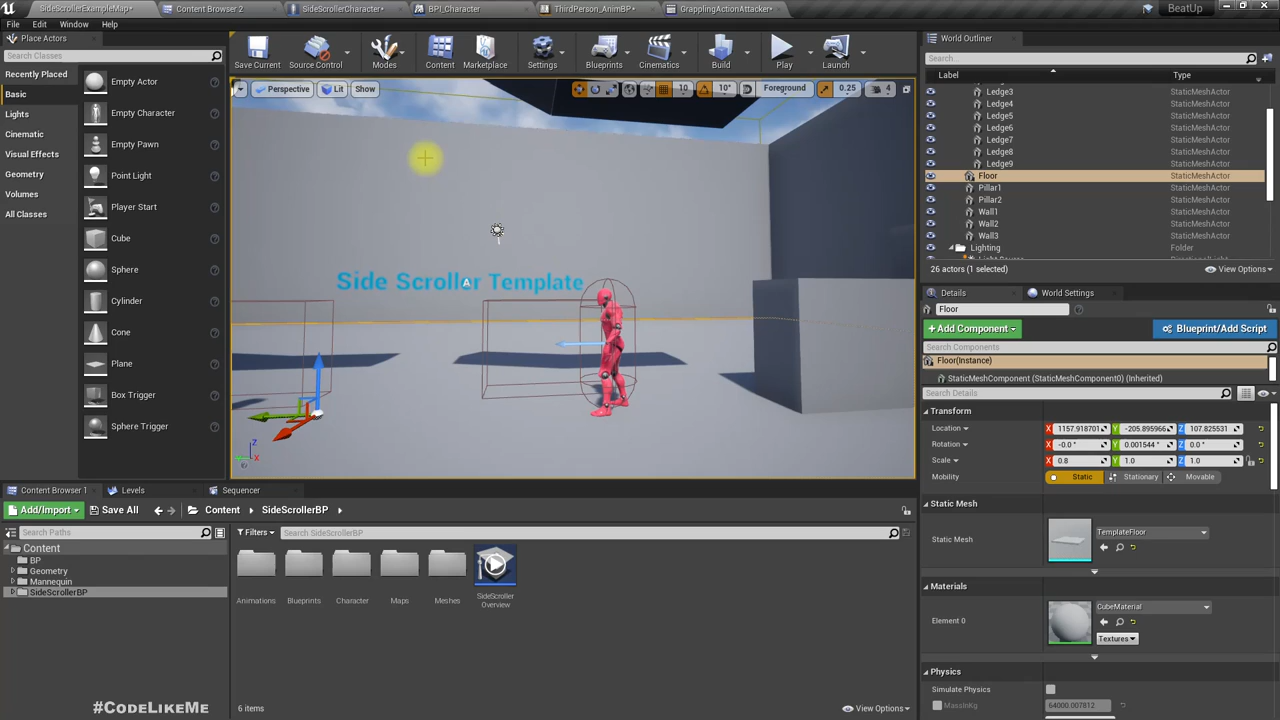 SideScrollerExampleMap*
Content Browser 2
SideScrollerCharacter*
BPI_Character
ThirdPerson_AnimBP*
GrapplingActionAttacker*
BeatUp
File
Edit
Window
Help
Place Actors
Search Classes
Recently Placed
Basic
Lights
Cinematic
Visual Effects
Geometry
Volumes
All Classes
Empty Actor
Empty Character
Empty Pawn
Point Light
Player Start
Cube
Sphere
Cylinder
Cone
Plane
Box Trigger
Sphere Trigger
Save Current
Source Control
Modes
Content
Marketplace
Settings
Blueprints
Cinematics
Build
Play
Launch
Perspective
Lit
Show
10
10°
Foreground
0.25
4
Side Scroller Template
Z
X
World Outliner
Search...
Label
Type
Ledge3 StaticMeshActor
Ledge4 StaticMeshActor
Ledge5 StaticMeshActor
Ledge6 StaticMeshActor
Ledge7 StaticMeshActor
Ledge8 StaticMeshActor
Ledge9 StaticMeshActor
Floor StaticMeshActor
Pillar1 StaticMeshActor
Pillar2 StaticMeshActor
Wall1 StaticMeshActor
Wall2 StaticMeshActor
Wall3 StaticMeshActor
Lighting Folder
26 actors (1 selected)
View Options
Details
World Settings
Floor
+Add Component
Blueprint/Add Script
Search Components
Floor(Instance)
StaticMeshComponent (StaticMeshComponent0) (Inherited)
Search Details
Transform
Location X 1157.918701 Y -205.895966 Z 107.825531
Rotation X -0.0 ° Y 0.001544 ° Z 0.0 °
Scale X 0.8 Y 1.0 Z 1.0
Mobility Static Stationary Movable
Static Mesh
Static Mesh
TemplateFloor
Materials
Element 0
CubeMaterial
Textures
Physics
Simulate Physics
MassInKg 64000.007812
Content Browser 1
Levels
Sequencer
Add/Import
Save All
Content
SideScrollerBP
Search Paths
Filters
Search SideScrollerBP
Content
BP
Geometry
Mannequin
SideScrollerBP
Animations
Blueprints
Character
Maps
Meshes
SideScroller
Overview
6 items
View Options
#CodeLikeMe